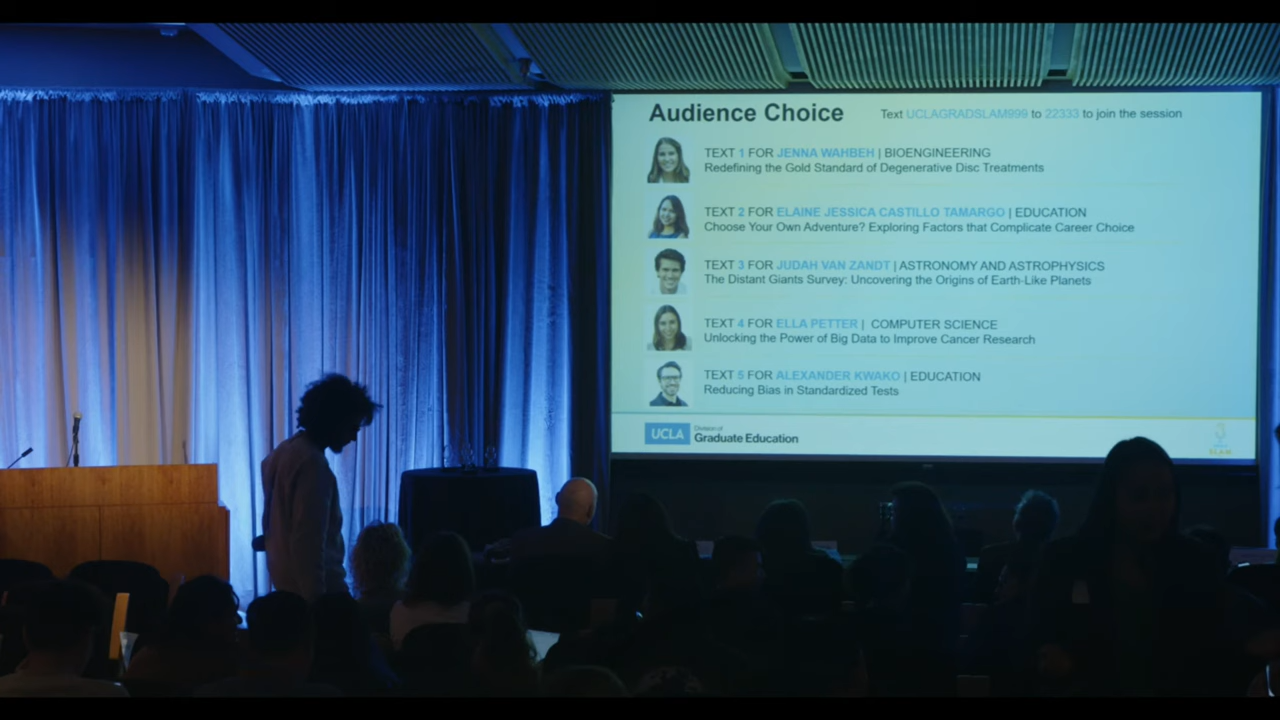 Audience Choice
Text UCLAGRADSLAM999 to 22333 to join the session
TEXT 1 FOR JENNA WAHBEH | BIOENGINEERING
Redefining the Gold Standard of Degenerative Disc Treatments
TEXT 2 FOR ELAINE JESSICA CASTILLO TAMARGO | EDUCATION
Choose Your Own Adventure? Exploring Factors that Complicate Career Choice
TEXT 3 FOR JUDAH VAN ZANDT | ASTRONOMY AND ASTROPHYSICS
The Distant Giants Survey: Uncovering the Origins of Earth-Like Planets
TEXT 4 FOR ELLA PETTER | COMPUTER SCIENCE
Unlocking the Power of Big Data to Improve Cancer Research
TEXT 5 FOR ALEXANDER KWAKO | EDUCATION
Reducing Bias in Standardized Tests
UCLA
Division of
Graduate Education
SLAM